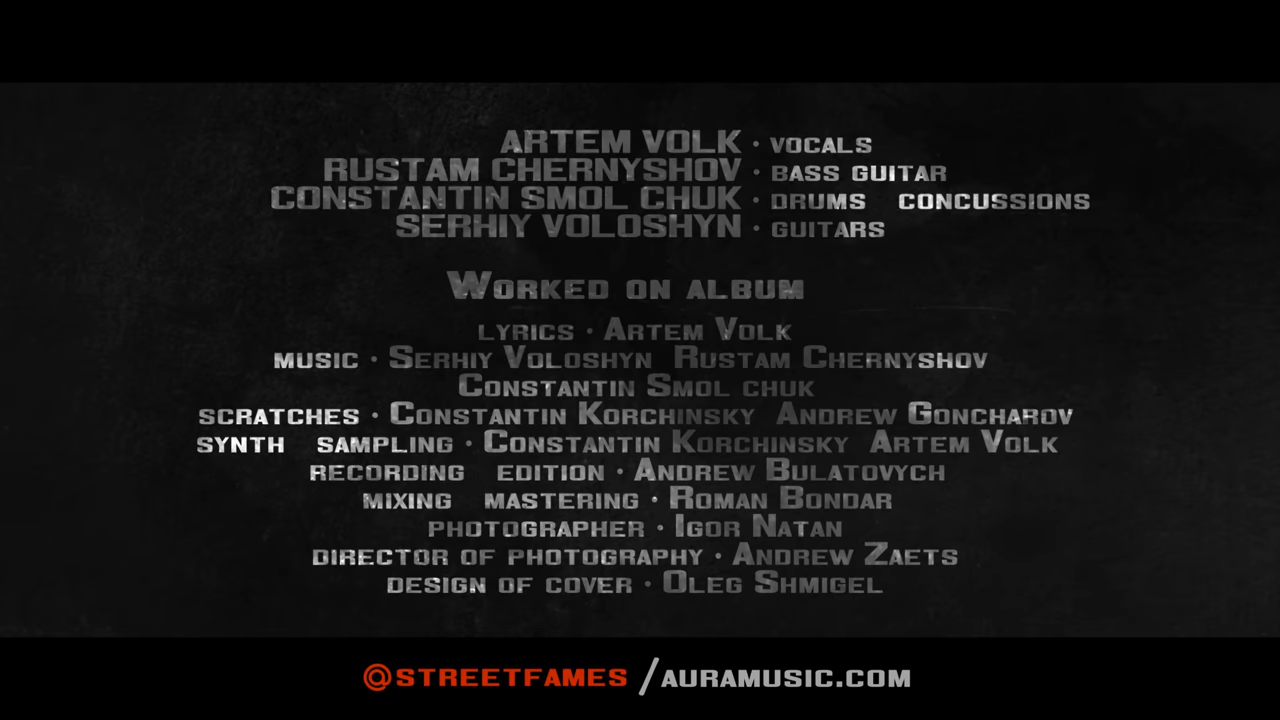 ARTEM VOLK · VOCALS
RUSTAM CHERNYSHOV · BASS GUITAR
CONSTANTIN SMOL CHUK · DRUMS CONCUSSIONS
SERHIY VOLOSHYN · GUITARS
WORKED ON ALBUM
LYRICS · ARTEM VOLK
MUSIC · SERHIY VOLOSHYN RUSTAM CHERNYSHOV
CONSTANTIN SMOL CHUK
SCRATCHES · CONSTANTIN KORCHINSKY ANDREW GONCHAROV
SYNTH SAMPLING · CONSTANTIN KORCHINSKY ARTEM VOLK
RECORDING EDITION · ANDREW BULATOVYCH
MIXING MASTERING · ROMAN BONDAR
PHOTOGRAPHER · IGOR NATAN
DIRECTOR OF PHOTOGRAPHY · ANDREW ZAETS
DESIGN OF COVER · OLEG SHMIGEL
@STREETFAMES /AURAMUSIC.COM